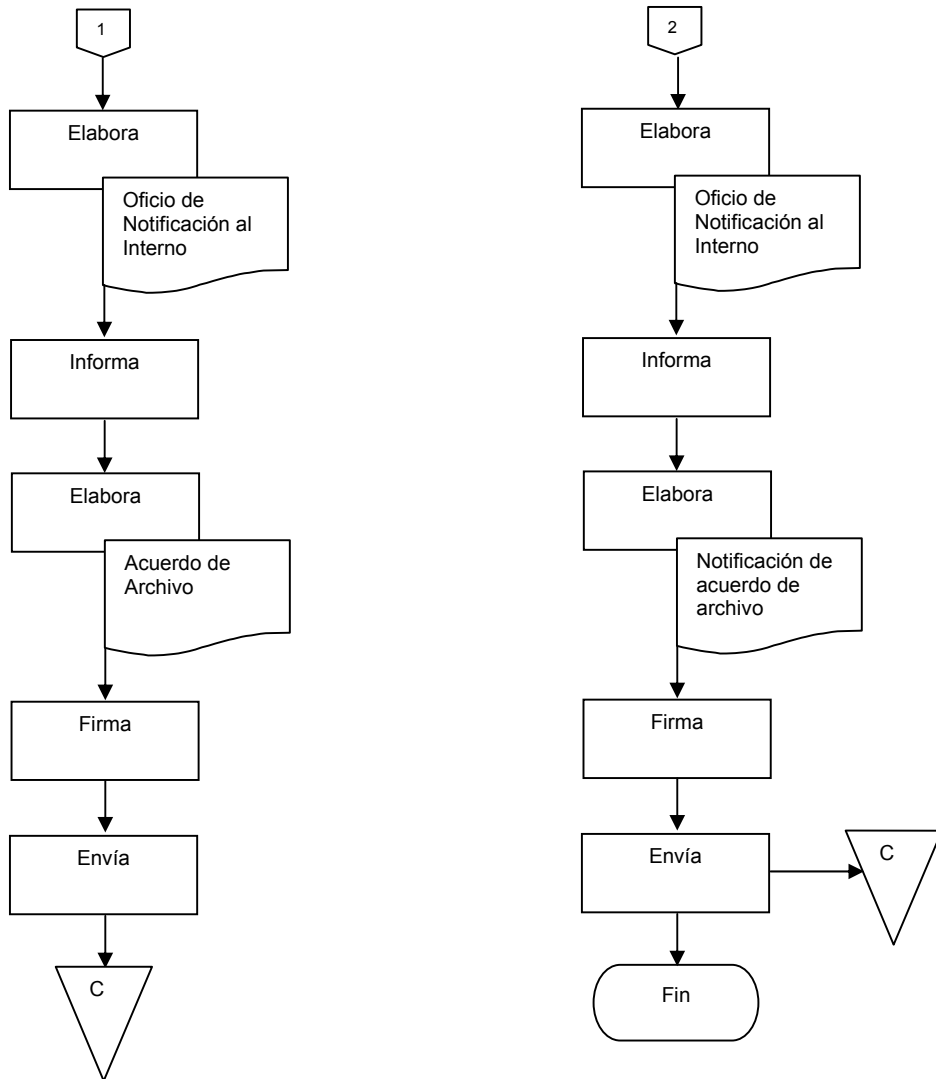 1
Elabora
Oficio de
Notificación al
Interno
Informa
Elabora
Acuerdo de
Archivo
Firma
Envía
C
2
Elabora
Oficio de
Notificación al
Interno
Informa
Elabora
Notificación de
acuerdo de
archivo
Firma
Envía
C
Fin